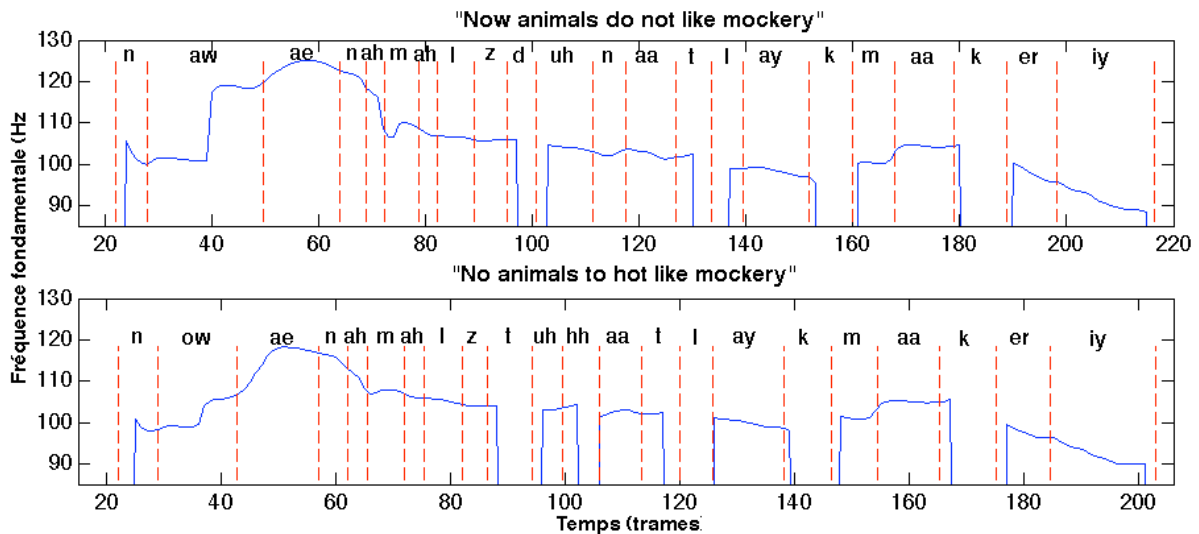 "Now animals do not like mockery"
130
120
110
100
90
n aw ae n ah m ah l z d uh n aa t l ay k m aa k er iy
20 40 60 80 100 120 140 160 180 200 220
Fréquence fondamentale (Hz
"No animals to hot like mockery"
130
120
110
100
90
n ow ae n ah m ah l z t uh hh aa t l ay k m aa k er iy
20 40 60 80 100 120 140 160 180 200
Temps (trames